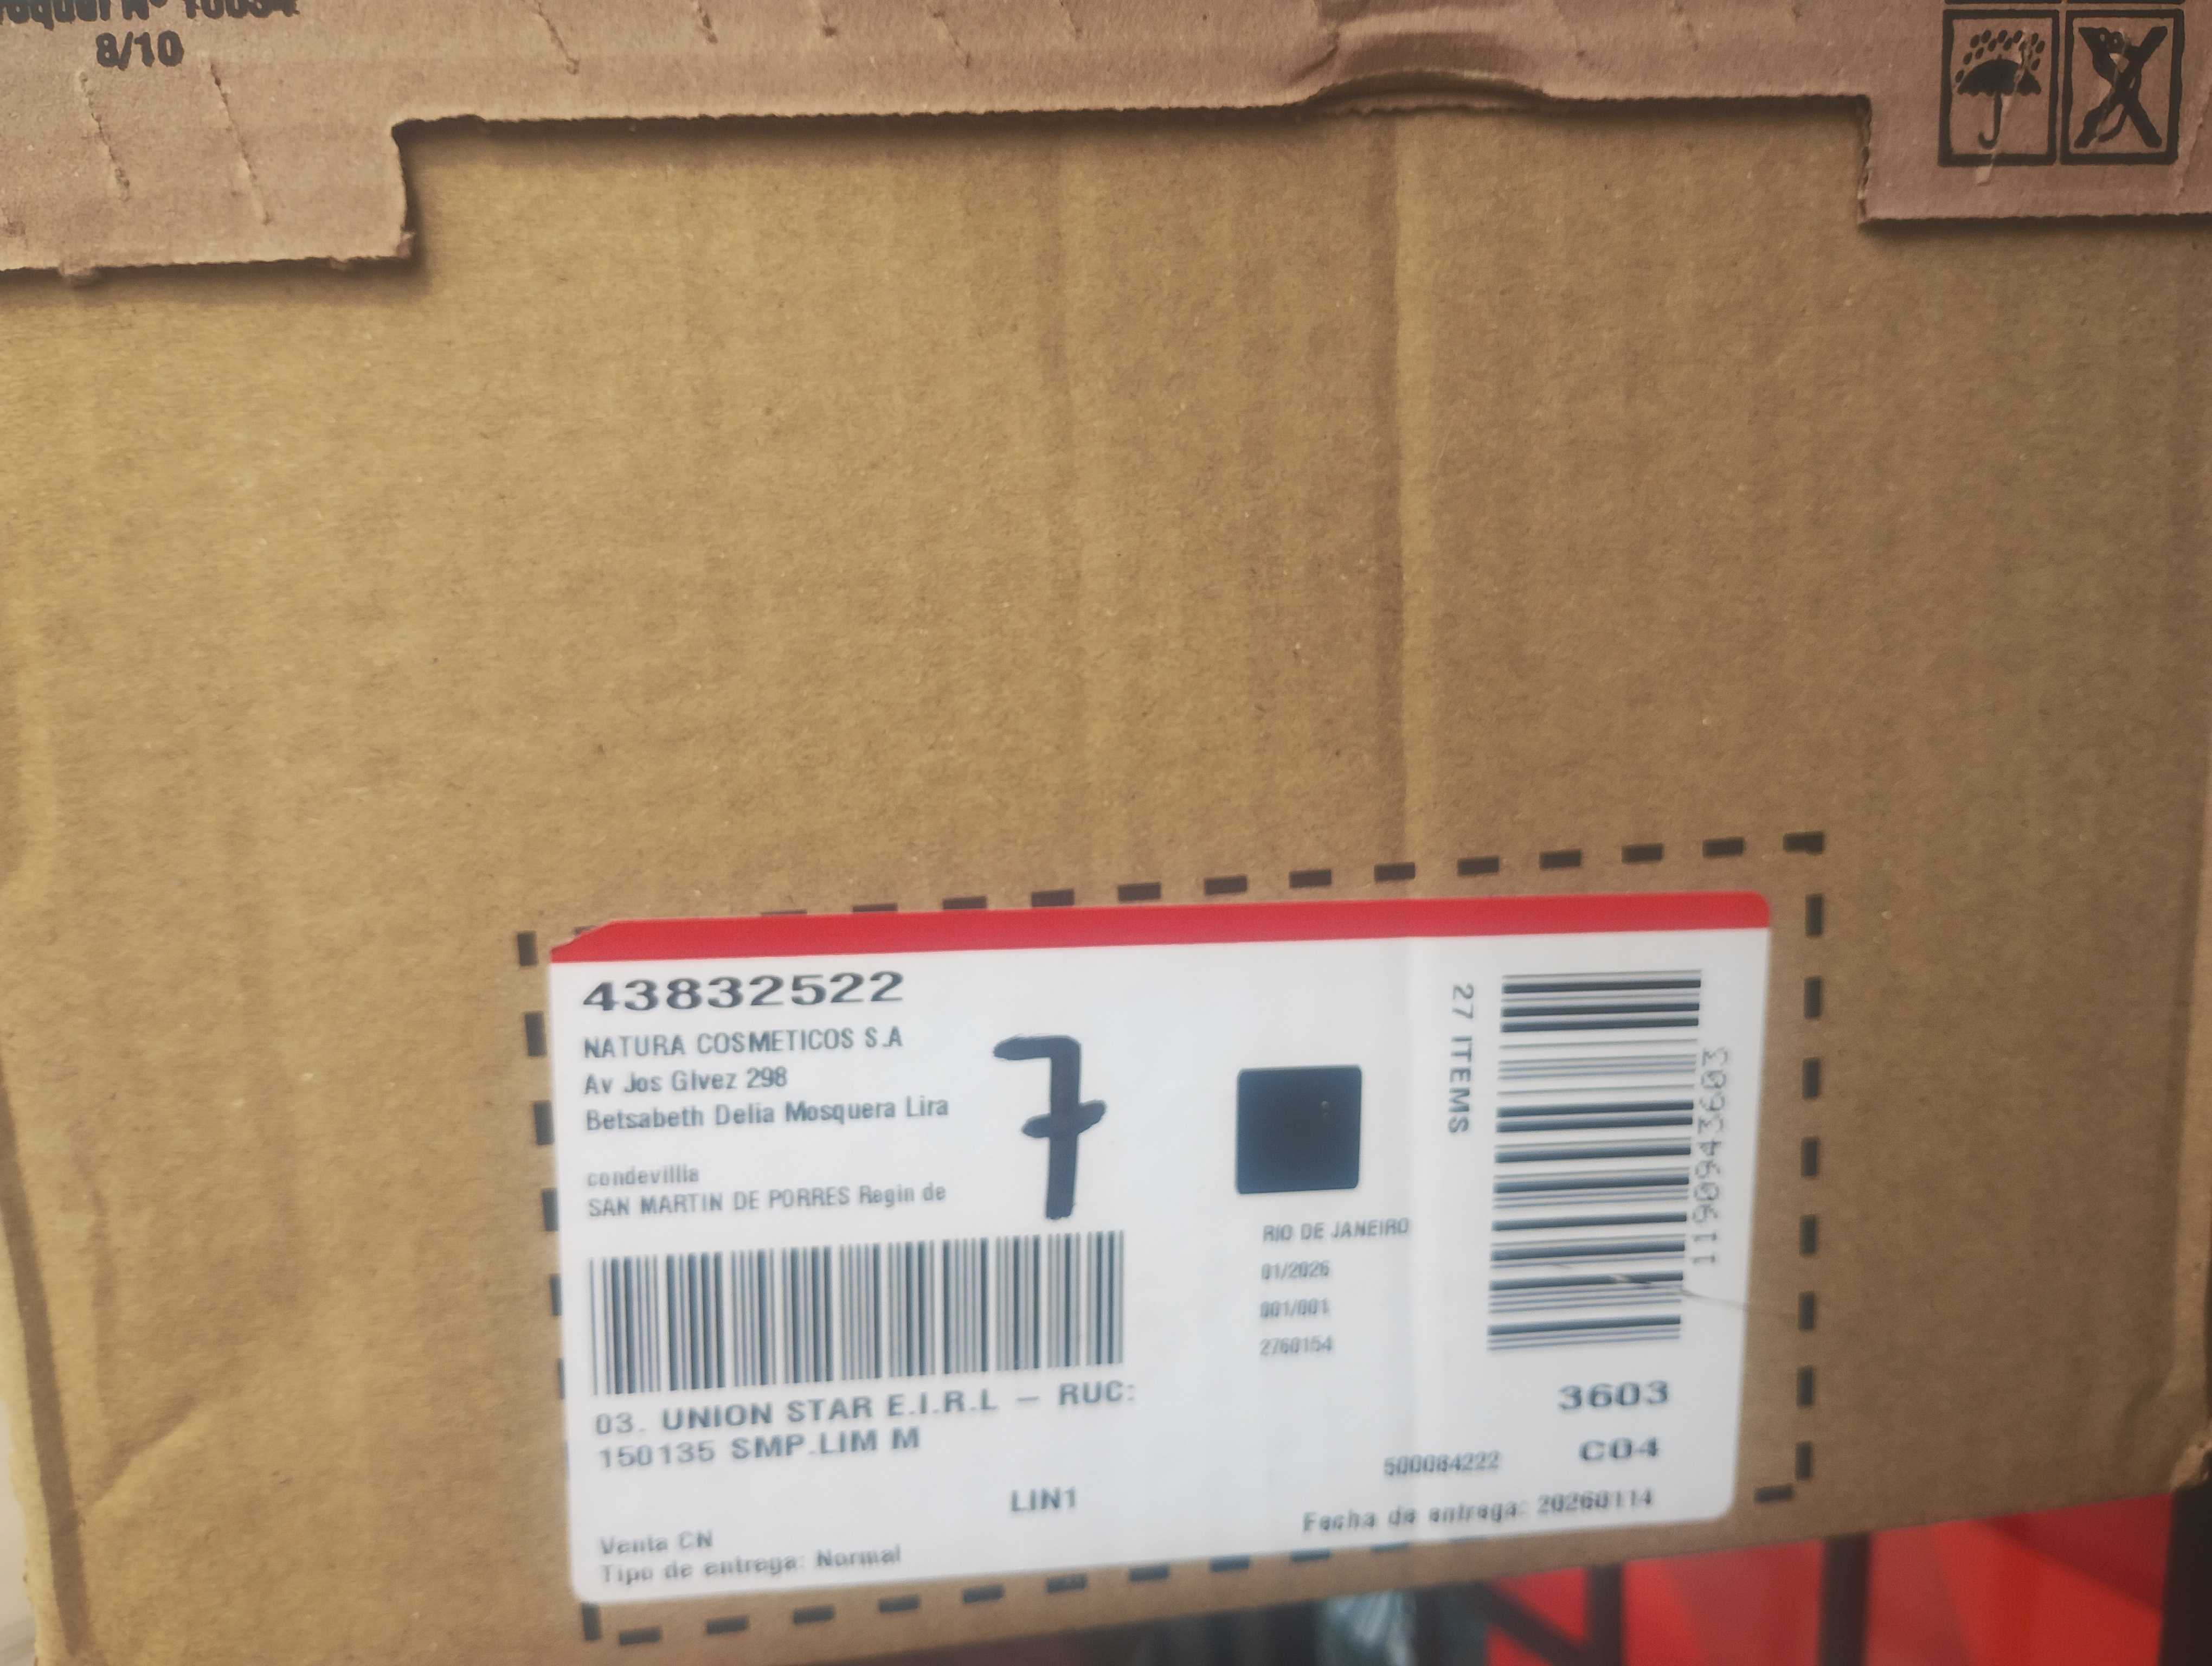 8/10
43832522
NATURA COSMETICOS S.A
Av Jos Glvez 298
Betsabeth Delia Mosquera Lira
condevillla
SAN MARTIN DE PORRES Regin de
7
03. UNION STAR E.I.R.L – RUC:
150135 SMP.LIM M
LIN1
Venta CN
Tipo de entrega: Normal
RIO DE JANEIRO
01/2026
001/001
2760154
27 ITEMS
1190943603
3603
C04
500084222
Fecha de entrega: 20260114